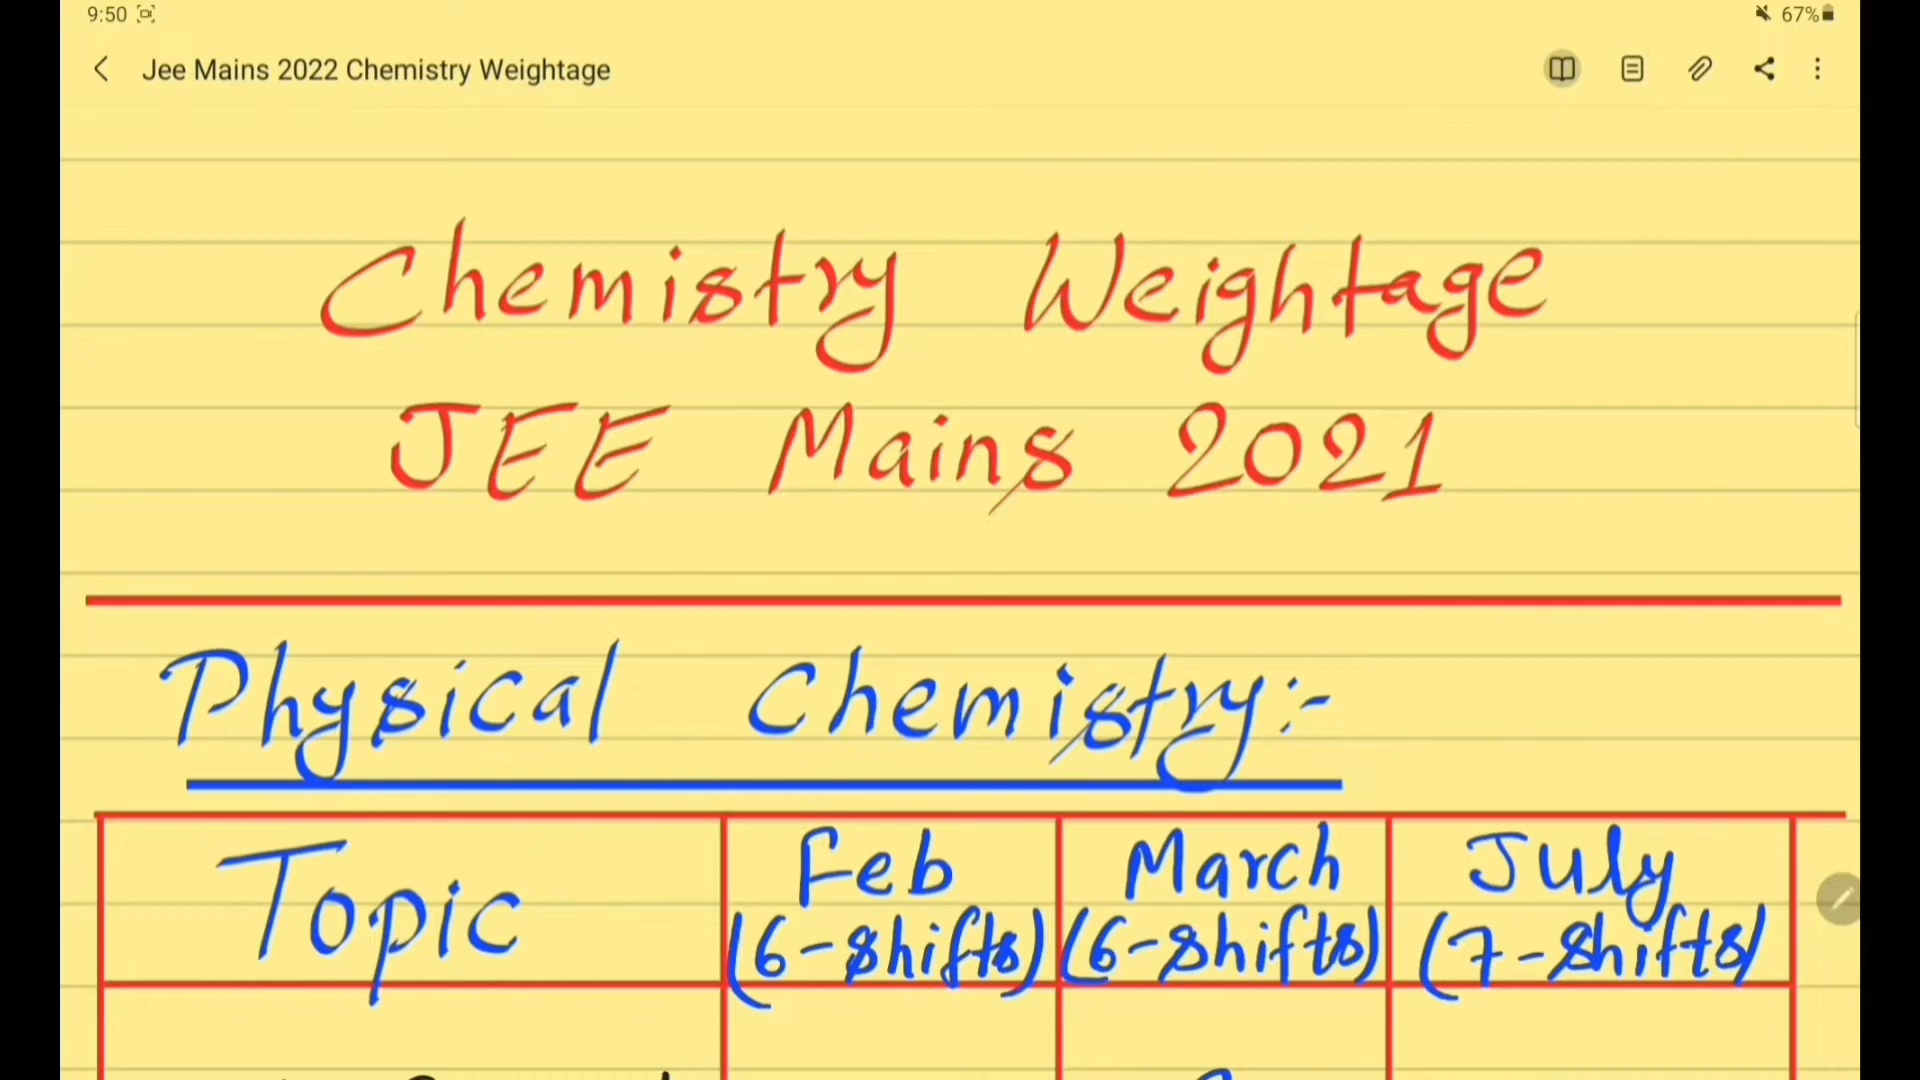 9:50
67%
Jee Mains 2022 Chemistry Weightage
Chemistry Weightage
JEE Mains 2021
Physical Chemistry:-
Topic
Feb
(6-shifts)
March
(6-shifts)
July
(7-shifts)